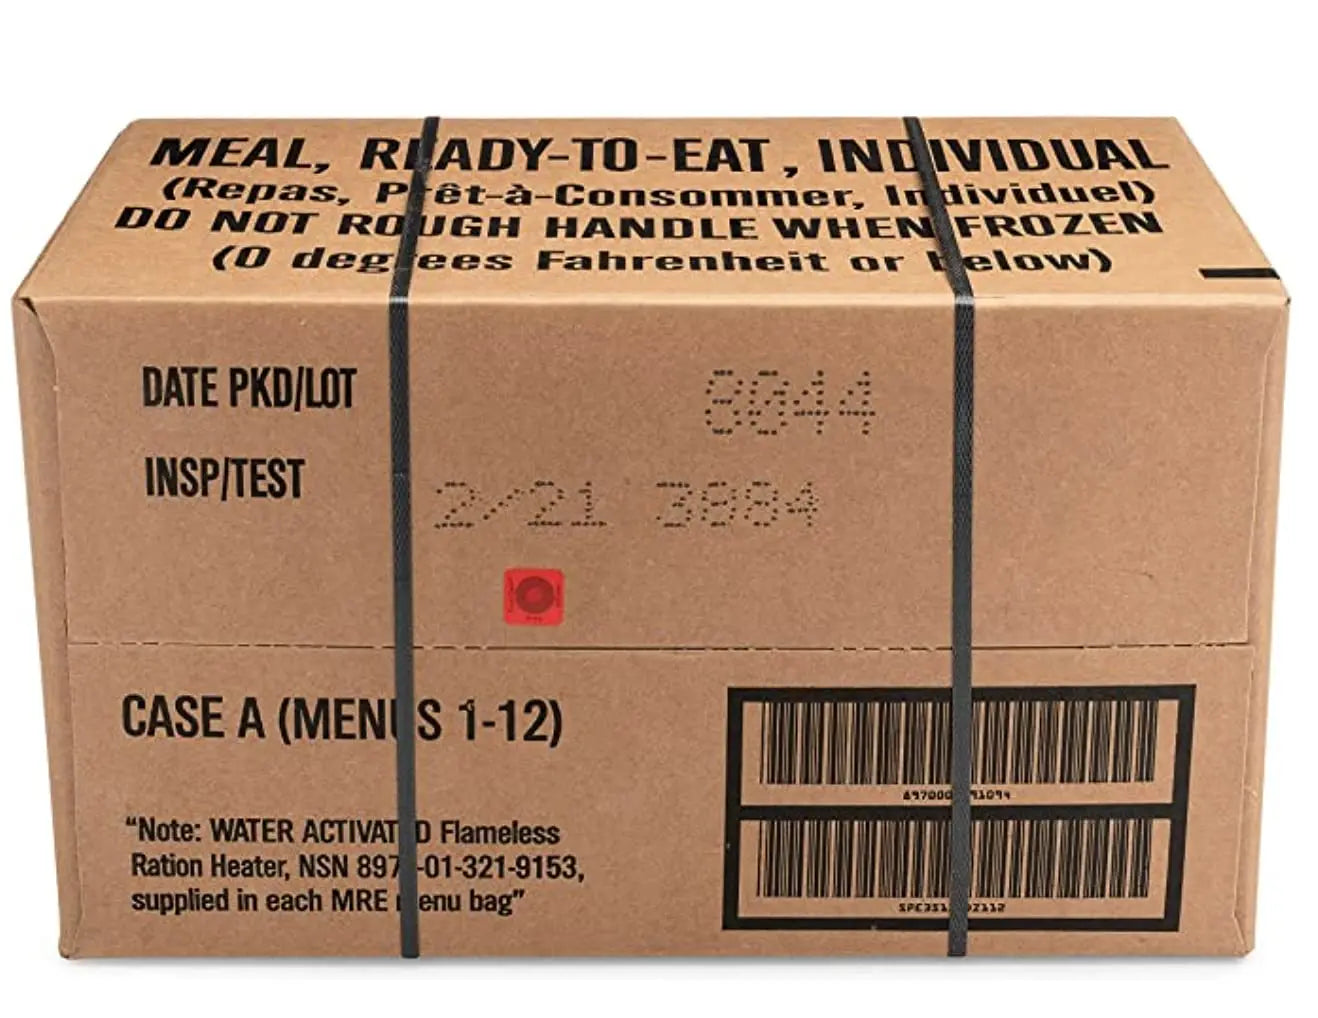 MEAL, READY-TO-EAT, INDIVIDUAL
(Repas, Prêt-à-Consommer, Individuel)
DO NOT ROUGH HANDLE WHEN FROZEN
(0 degrees Fahrenheit or below)
DATE PKD/LOT 8044
INSP/TEST 2/21
CASE A (MENUS 1-12)
“Note: WATER ACTIVATED Flameless
Ration Heater, NSN 8970-01-321-9153,
supplied in each MRE menu bag”